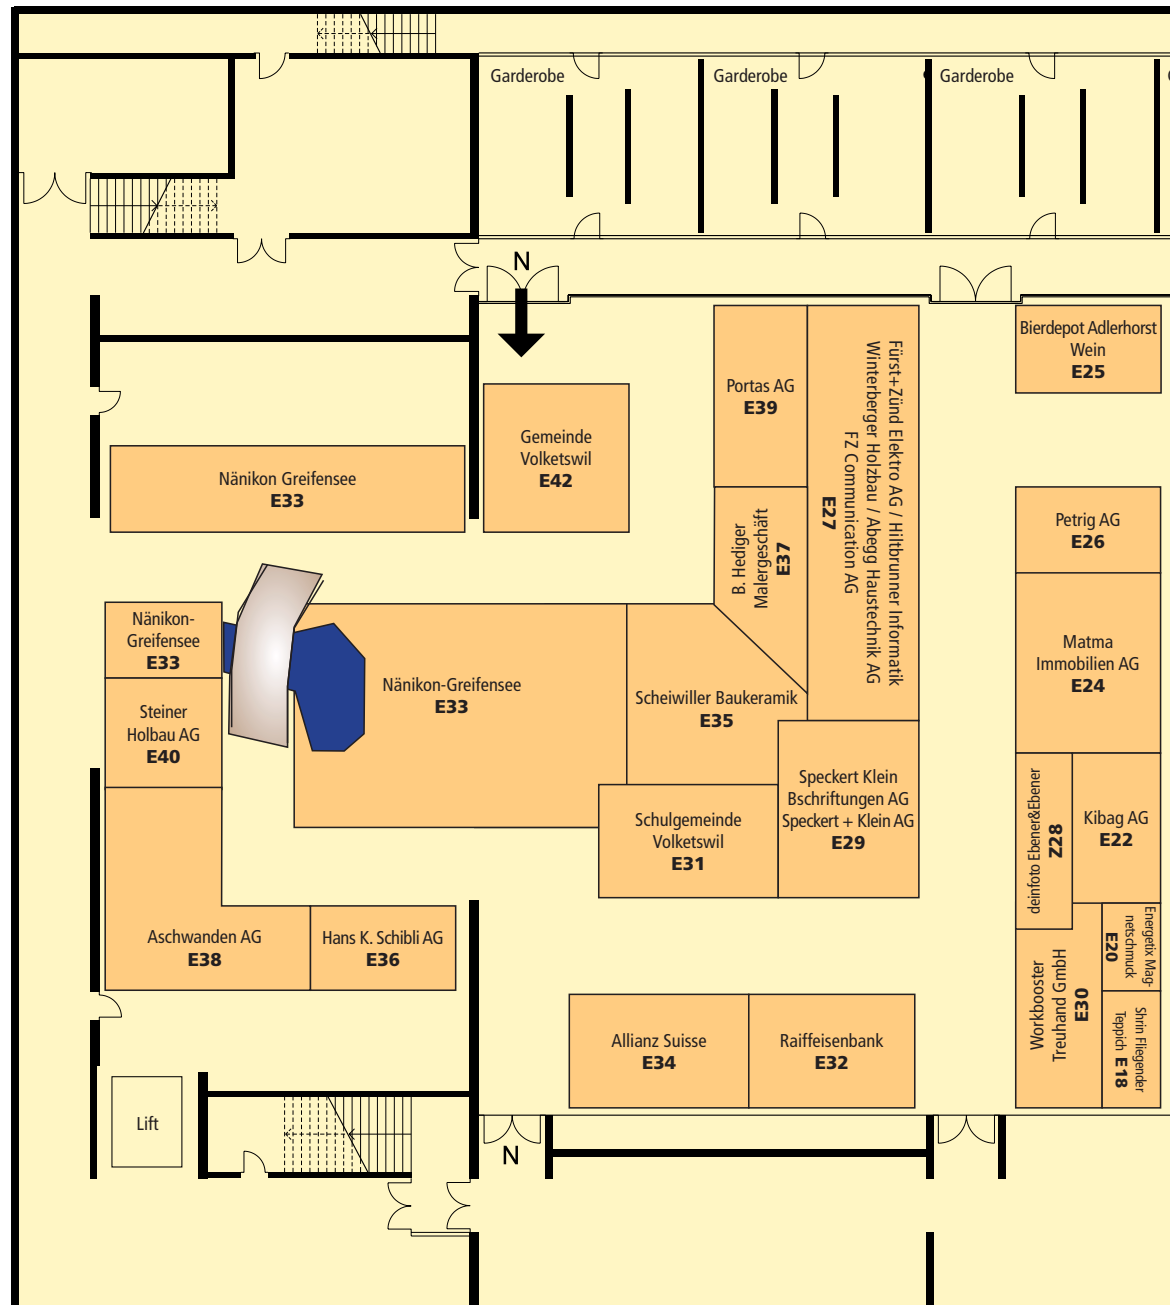 Garderobe
Garderobe
Garderobe
N
Bierdepot Adlerhorst
Wein
E25
Portas AG
E39
Fürst+Zünd Elektro AG / Hiltbrunner Informatik
Winterberger Holzbau / Abegg Haustechnik AG
FZ Communication AG
E27
Gemeinde
Volketswil
E42
Nänikon Greifensee
E33
B. Hediger
Malergeschäft
E37
Petrig AG
E26
Nänikon-
Greifensee
E33
Nänikon-Greifensee
E33
Scheiwiller Baukeramik
E35
Matma
Immobilien AG
E24
Steiner
Holbau AG
E40
Speckert Klein
Bschriftungen AG
Speckert + Klein AG
E29
Schulgemeinde
Volketswil
E31
deinfoto Ebener&Ebener
Z28
Kibag AG
E22
Aschwanden AG
E38
Hans K. Schibli AG
E36
Energetix Mag-
netschmuck
E20
Workbooster
Treuhand GmbH
E30
Allianz Suisse
E34
Raiffeisenbank
E32
Shrin Fliegender
Teppich E18
Lift
N